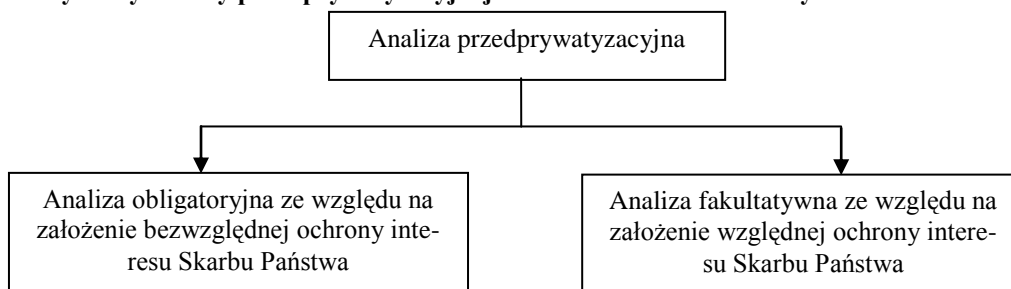 Analiza przedprywatyzacyjna
Analiza obligatoryjna ze względu na
założenie bezwzględnej ochrony inte-
resu Skarbu Państwa
Analiza fakultatywna ze względu na
założenie względnej ochrony intere-
su Skarbu Państwa